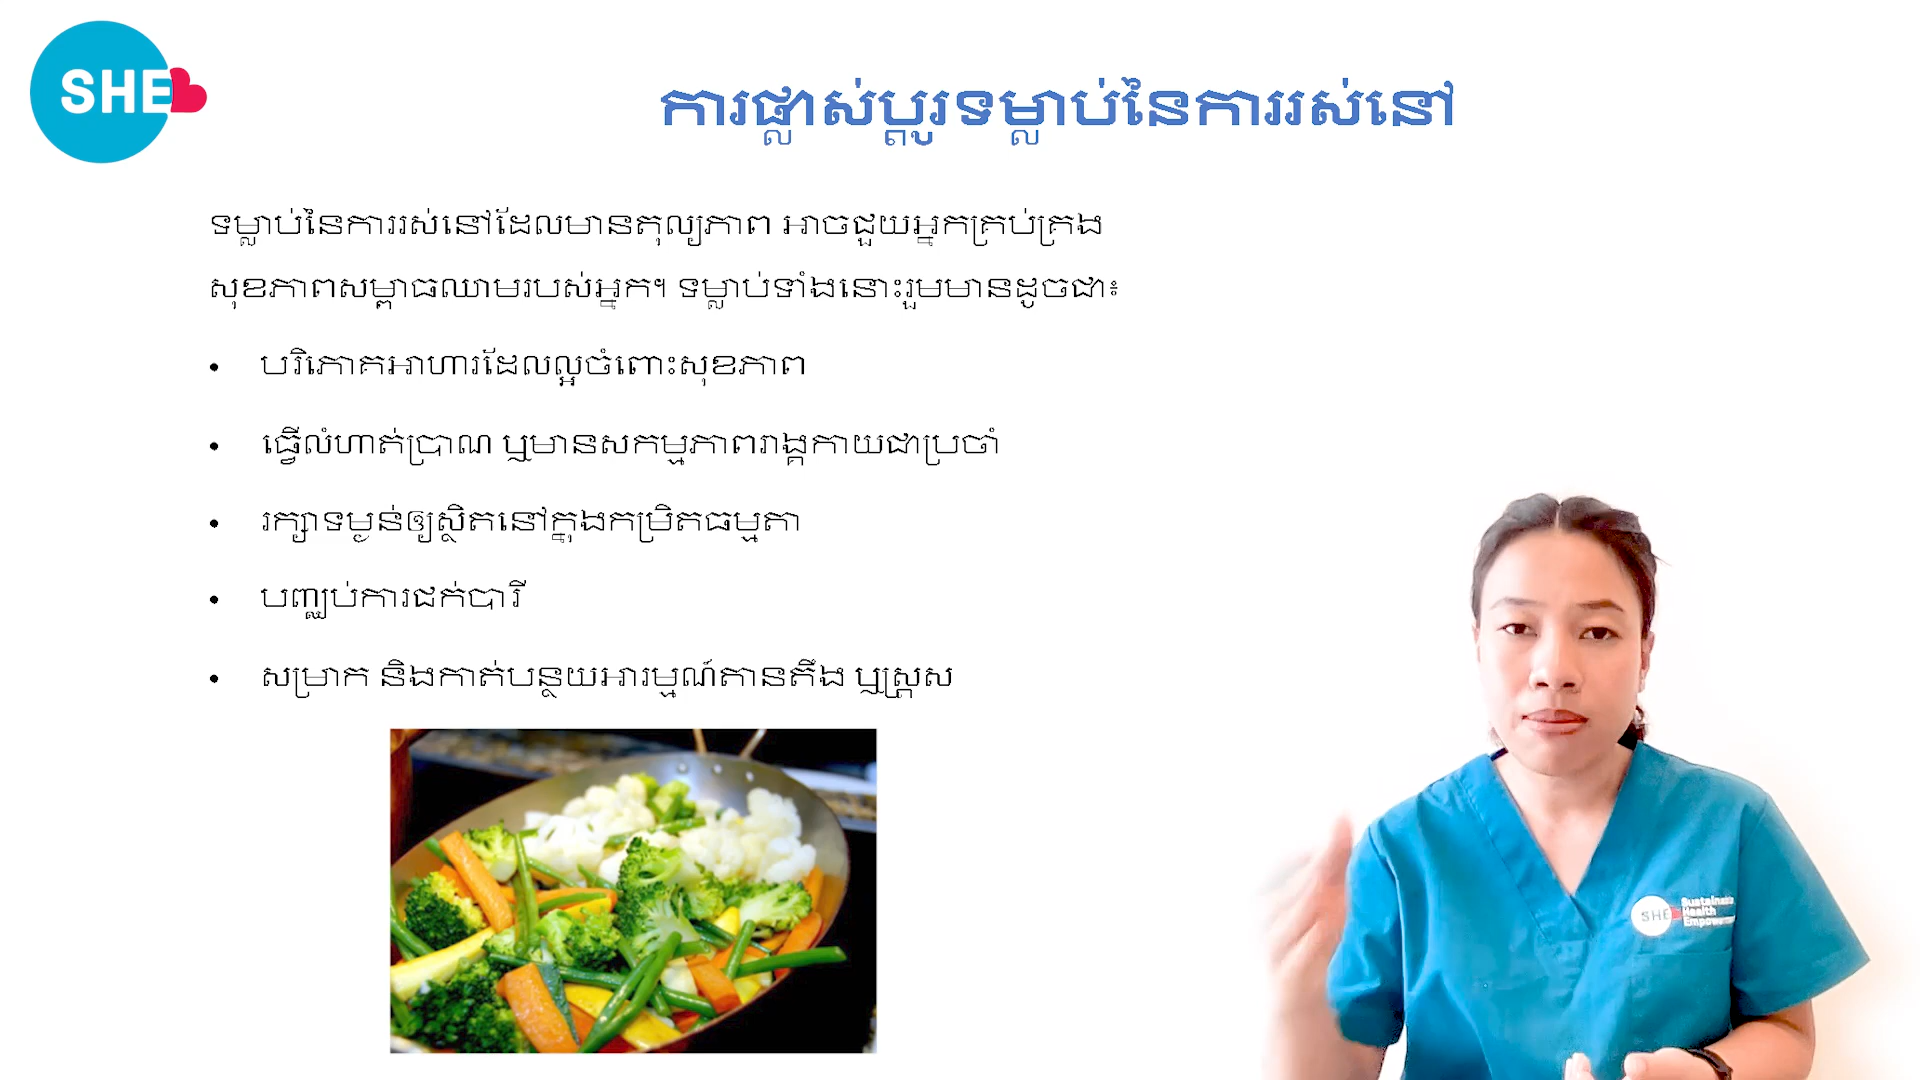 SHE
ការផ្លាស់ប្តូរទម្លាប់នៃការរស់នៅ
ទម្លាប់នៃការរស់នៅដែលមានតុល្យភាព អាចជួយអ្នកគ្រប់គ្រង
សុខភាពសម្ពាធឈាមរបស់អ្នក។ ទម្លាប់ទាំងនោះរួមមានដូចជា៖
• បរិភោគអាហារដែលល្អចំពោះសុខភាព
• ធ្វើលំហាត់ប្រាណ ឬមានសកម្មភាពរាង្គកាយជាប្រចាំ
• រក្សាទម្ងន់ឲ្យស្ថិតនៅក្នុងកម្រិតធម្មតា
• បញ្ឈប់ការជក់បារី
• សម្រាក និងកាត់បន្ថយអារម្មណ៍តានតឹង ឬស្ត្រេស
SHE
Health